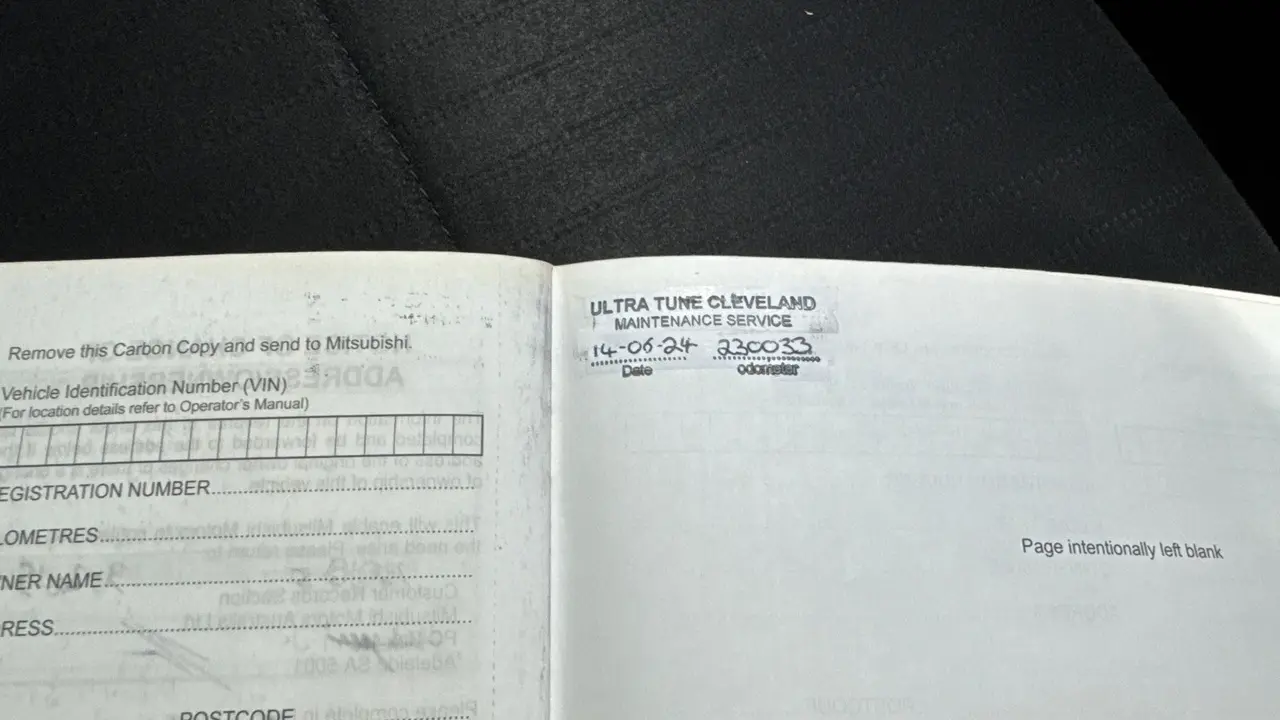 Remove this Carbon Copy and send to Mitsubishi.
Vehicle Identification Number (VIN)
(For location details refer to Operator's Manual)
EGISTRATION NUMBER
LOMETRES
NER NAME
RESS
POSTCODE
ULTRA TUNE CLEVELAND
MAINTENANCE SERVICE
14-06-24 230033
Date odometer
Page intentionally left blank